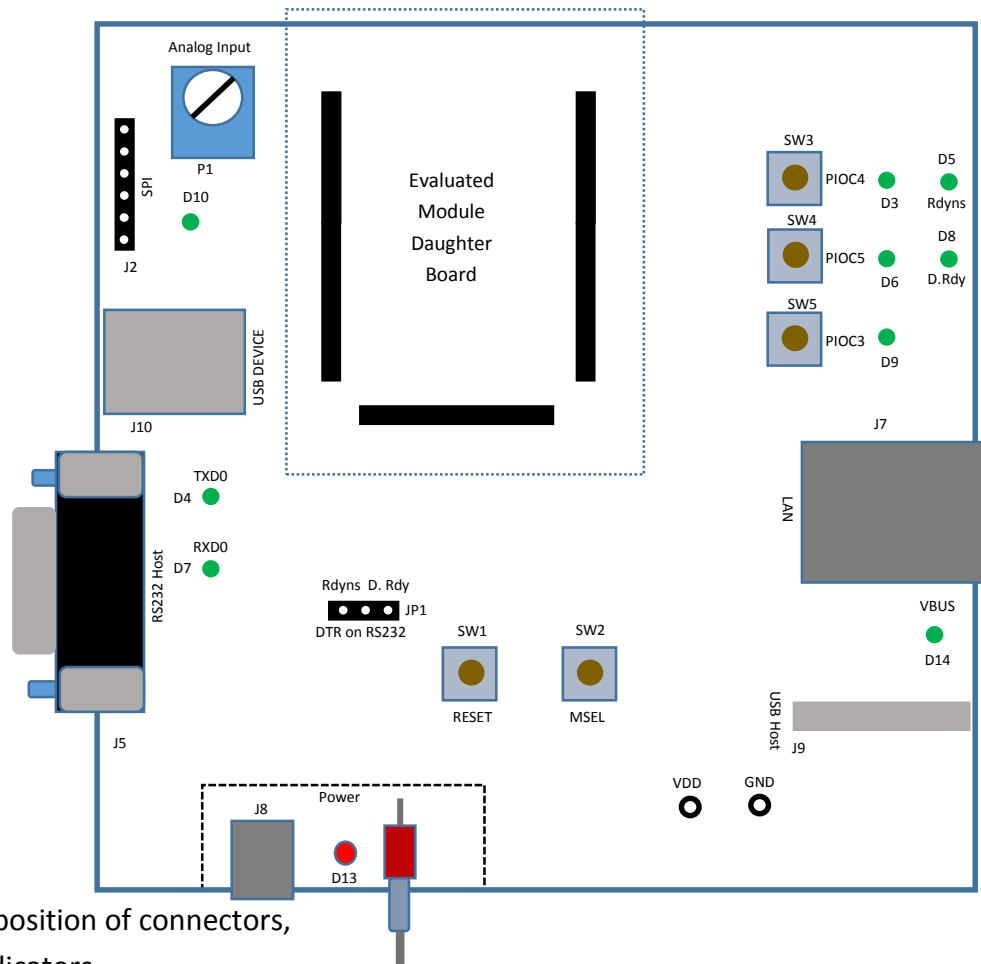 Analog Input
P1
SPI
D10
J2
Evaluated
Module
Daughter
Board
SW3
PIOC4
D3
D5
Rdyns
SW4
PIOC5
D6
D8
D.Rdy
SW5
PIOC3
D9
USB DEVICE
J10
J7
LAN
TXD0
D4
RXD0
D7
RS232 Host
J5
Rdyns D. Rdy
JP1
DTR on RS232
SW1
RESET
SW2
MSEL
VBUS
D14
USB Host
J9
VDD
GND
Power
J8
D13
position of connectors,